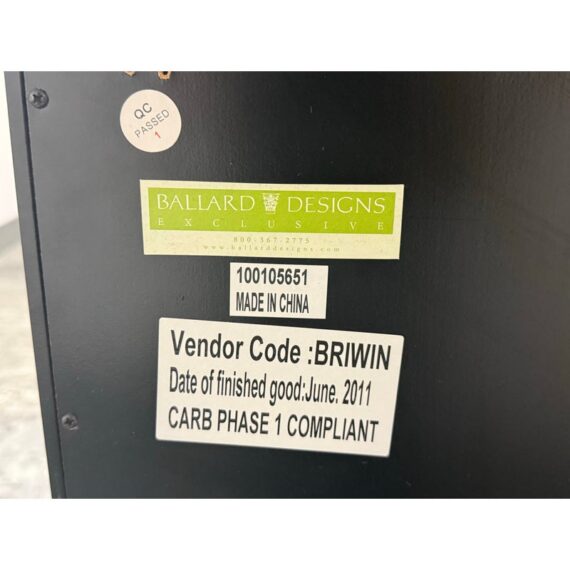 QC
PASSED
1
BALLARD DESIGNS
EXCLUSIVE
800-367-2775
www.ballarddesigns.com
100105651
MADE IN CHINA
Vendor Code :BRIWIN
Date of finished good:June. 2011
CARB PHASE 1 COMPLIANT